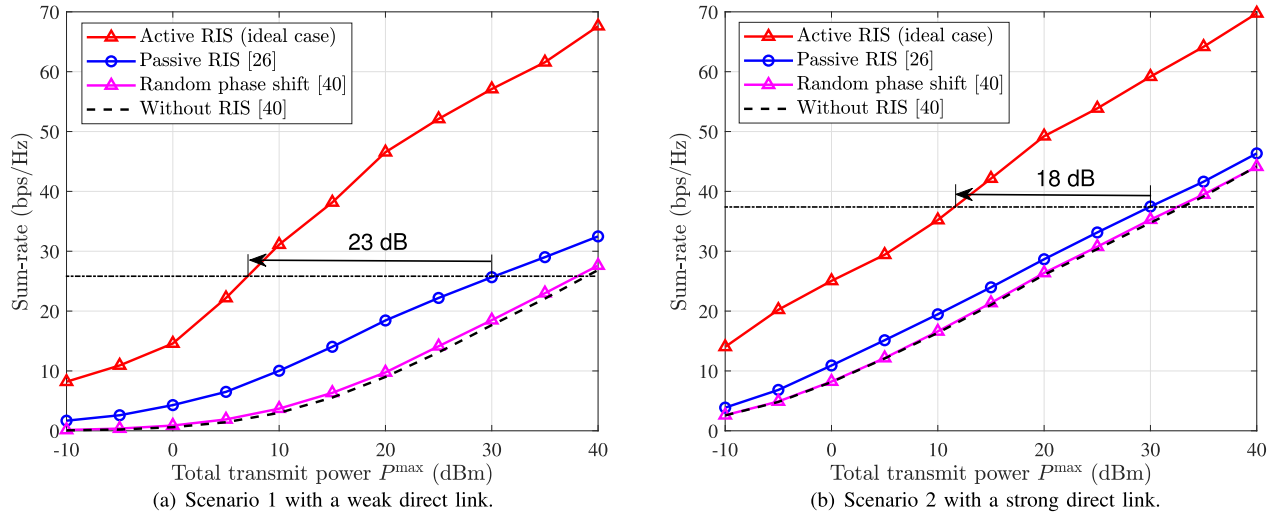 70
60
50
40
30
20
10
0
Sum-rate (bps/Hz)
Active RIS (ideal case)
Passive RIS [26]
Random phase shift [40]
Without RIS [40]
23 dB
-10 0 10 20 30 40
Total transmit power P^max (dBm)
(a) Scenario 1 with a weak direct link.
70
60
50
40
30
20
10
0
Sum-rate (bps/Hz)
Active RIS (ideal case)
Passive RIS [26]
Random phase shift [40]
Without RIS [40]
18 dB
-10 0 10 20 30 40
Total transmit power P^max (dBm)
(b) Scenario 2 with a strong direct link.